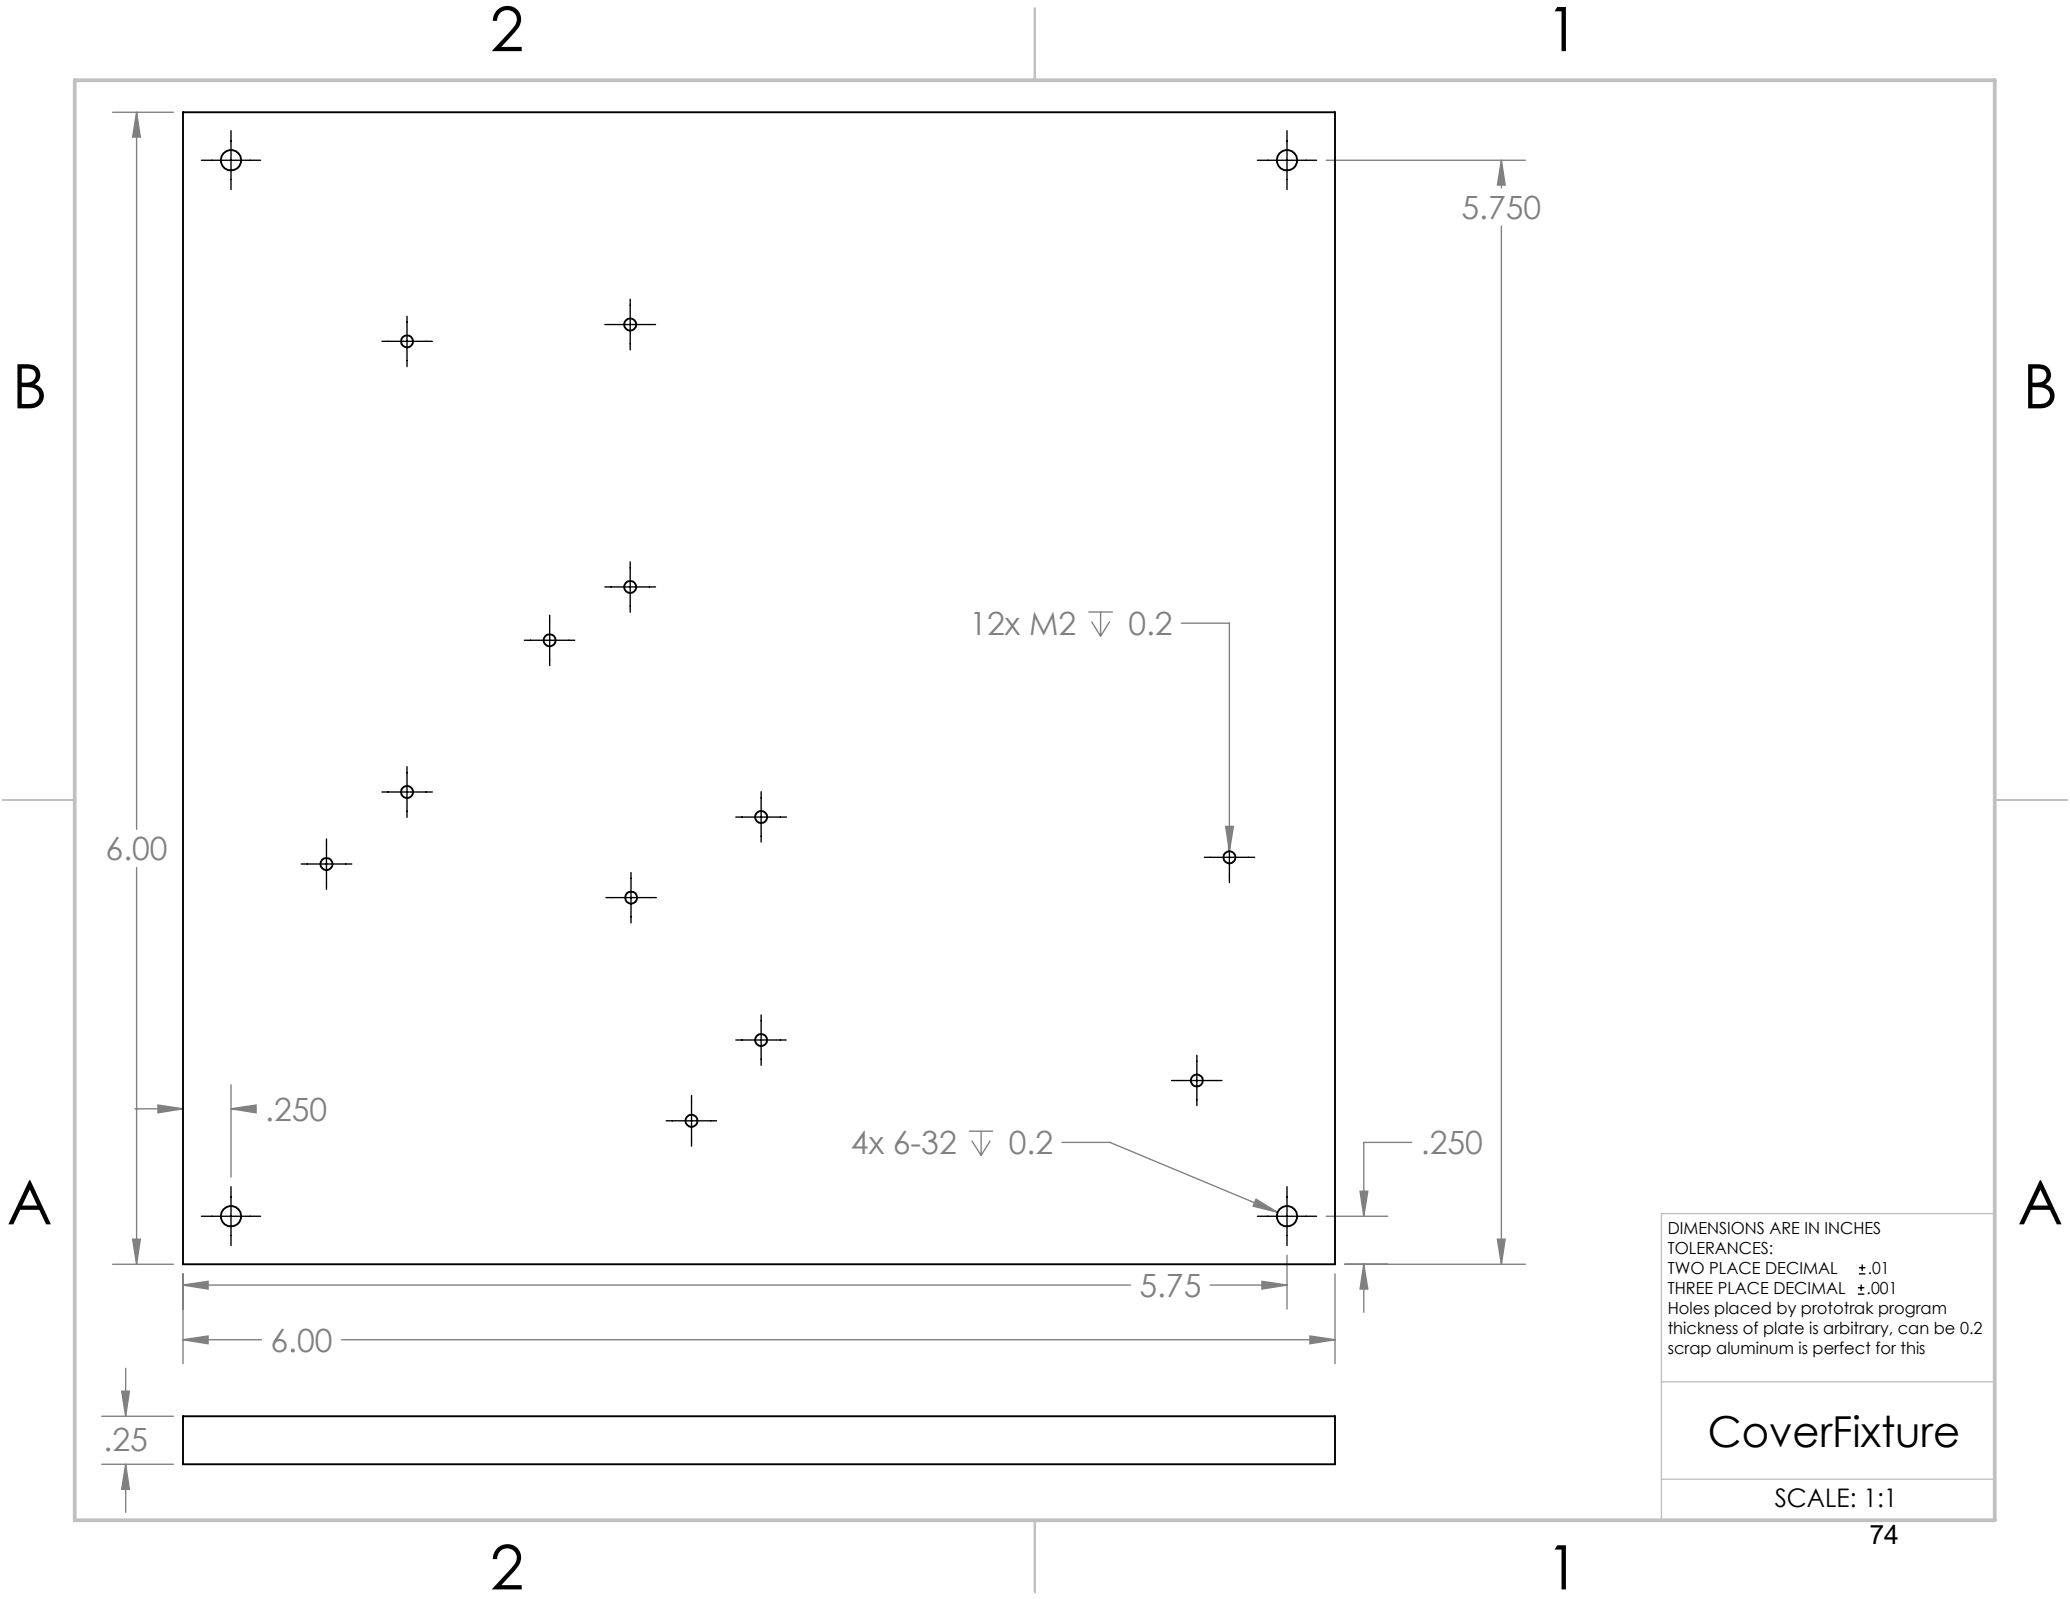 2
1
B
B
5.750
12x M2 ↧ 0.2
6.00
.250
4x 6-32 ↧ 0.2
.250
A
A
5.75
6.00
.25
DIMENSIONS ARE IN INCHES
TOLERANCES:
TWO PLACE DECIMAL ±.01
THREE PLACE DECIMAL ±.001
Holes placed by prototrak program
thickness of plate is arbitrary, can be 0.2
scrap aluminum is perfect for this
CoverFixture
SCALE: 1:1
74
2
1